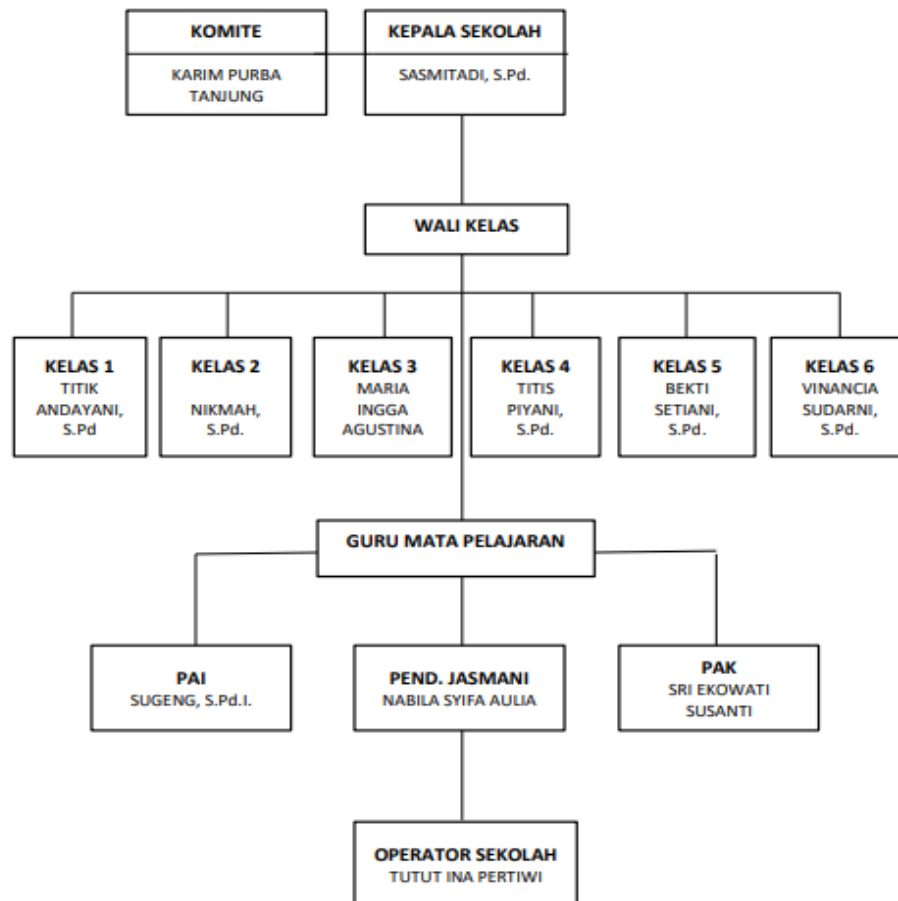 KOMITE
KARIM PURBA
TANJUNG
KEPALA SEKOLAH
SASMITADI, S.Pd.
WALI KELAS
KELAS 1
TITIK
ANDAYANI,
S.Pd
KELAS 2
NIKMAH,
S.Pd.
KELAS 3
MARIA
INGGA
AGUSTINA
KELAS 4
TITIS
PIYANI,
S.Pd.
KELAS 5
BEKTI
SETIANI,
S.Pd.
KELAS 6
VINANCIA
SUDARNI,
S.Pd.
GURU MATA PELAJARAN
PAI
SUGENG, S.Pd.I.
PEND. JASMANI
NABILA SYIFA AULIA
PAK
SRI EKOWATI
SUSANTI
OPERATOR SEKOLAH
TUTUT INA PERTIWI